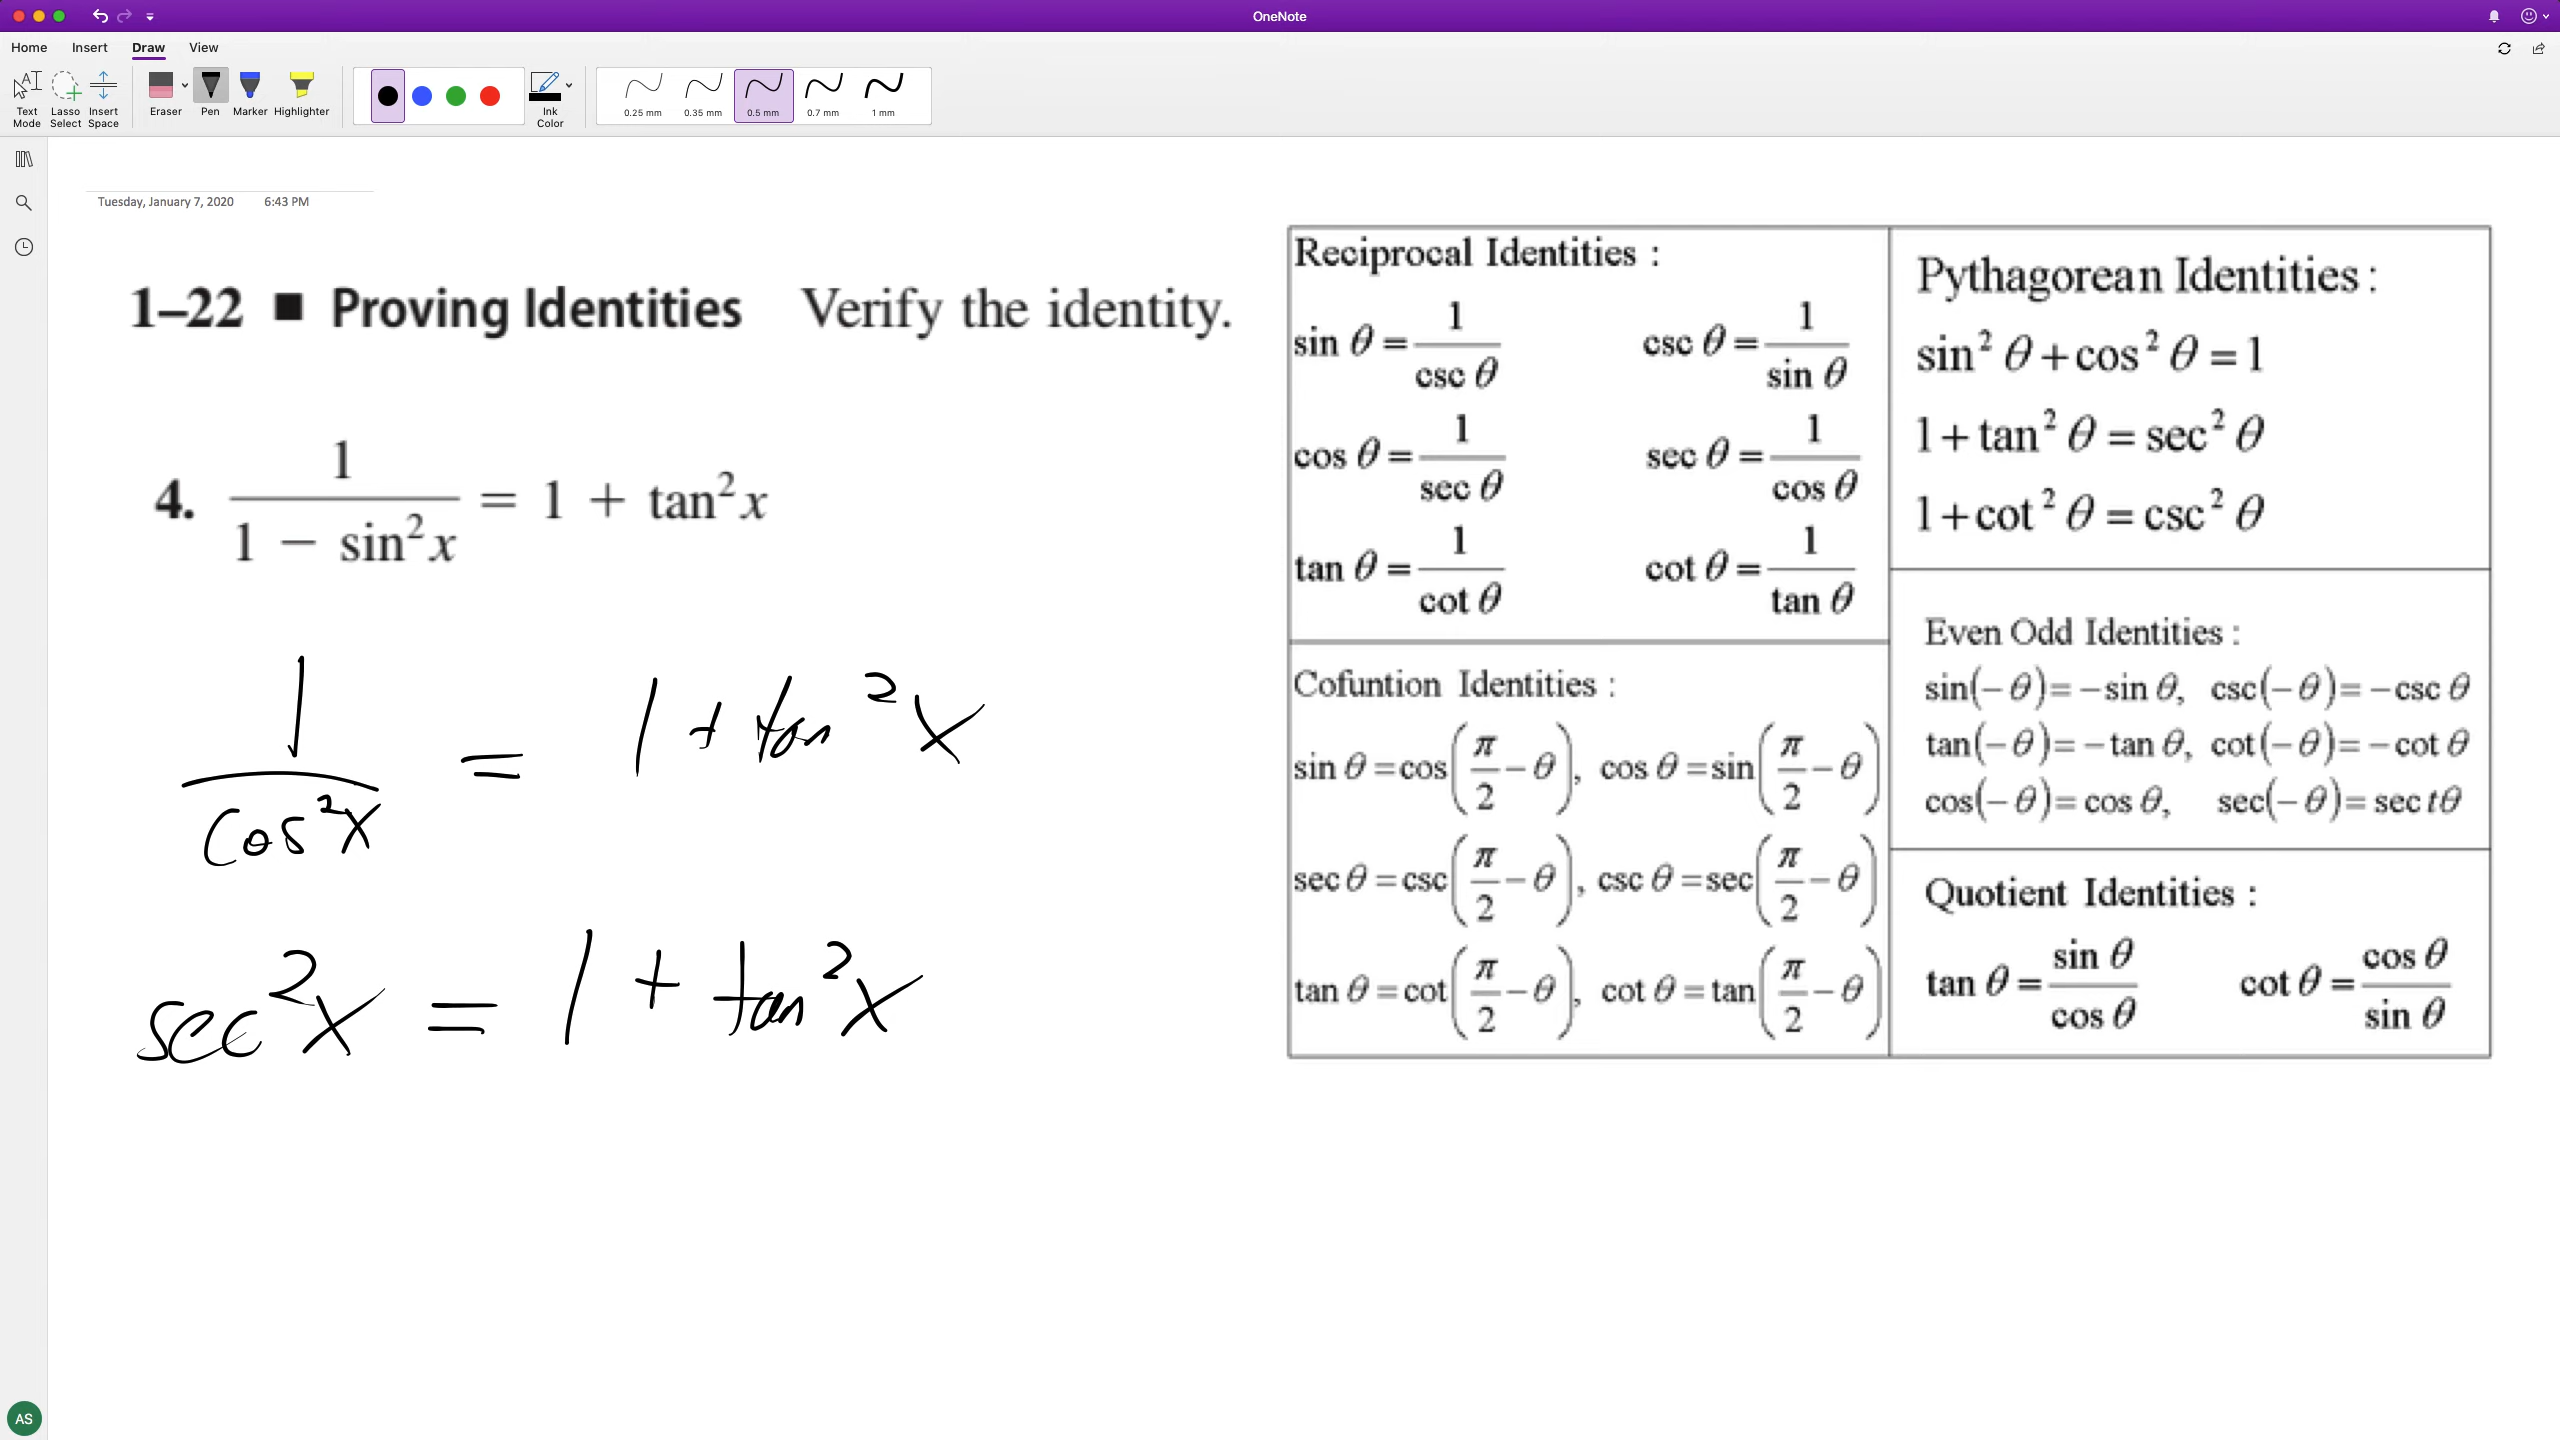 OneNote
Home Insert Draw View
Text Mode Lasso Select Insert Space Eraser Pen Marker Highlighter Ink Color 0.25 mm 0.35 mm 0.5 mm 0.7 mm 1 mm
Tuesday, January 7, 2020 6:43 PM
1–22 ■ Proving Identities Verify the identity.
4. 1/(1 − sin²x) = 1 + tan²x
1/cos²x = 1 + tan²x
sec²x = 1 + tan²x
Reciprocal Identities :
sin θ = 1/csc θ csc θ = 1/sin θ
cos θ = 1/sec θ sec θ = 1/cos θ
tan θ = 1/cot θ cot θ = 1/tan θ
Cofuntion Identities :
sin θ = cos(π/2 − θ), cos θ = sin(π/2 − θ)
sec θ = csc(π/2 − θ), csc θ = sec(π/2 − θ)
tan θ = cot(π/2 − θ), cot θ = tan(π/2 − θ)
Pythagorean Identities :
sin² θ + cos² θ = 1
1 + tan² θ = sec² θ
1 + cot² θ = csc² θ
Even Odd Identities :
sin(−θ) = −sin θ, csc(−θ) = −csc θ
tan(−θ) = −tan θ, cot(−θ) = −cot θ
cos(−θ) = cos θ, sec(−θ) = sec tθ
Quotient Identities :
tan θ = sin θ/cos θ cot θ = cos θ/sin θ
AS